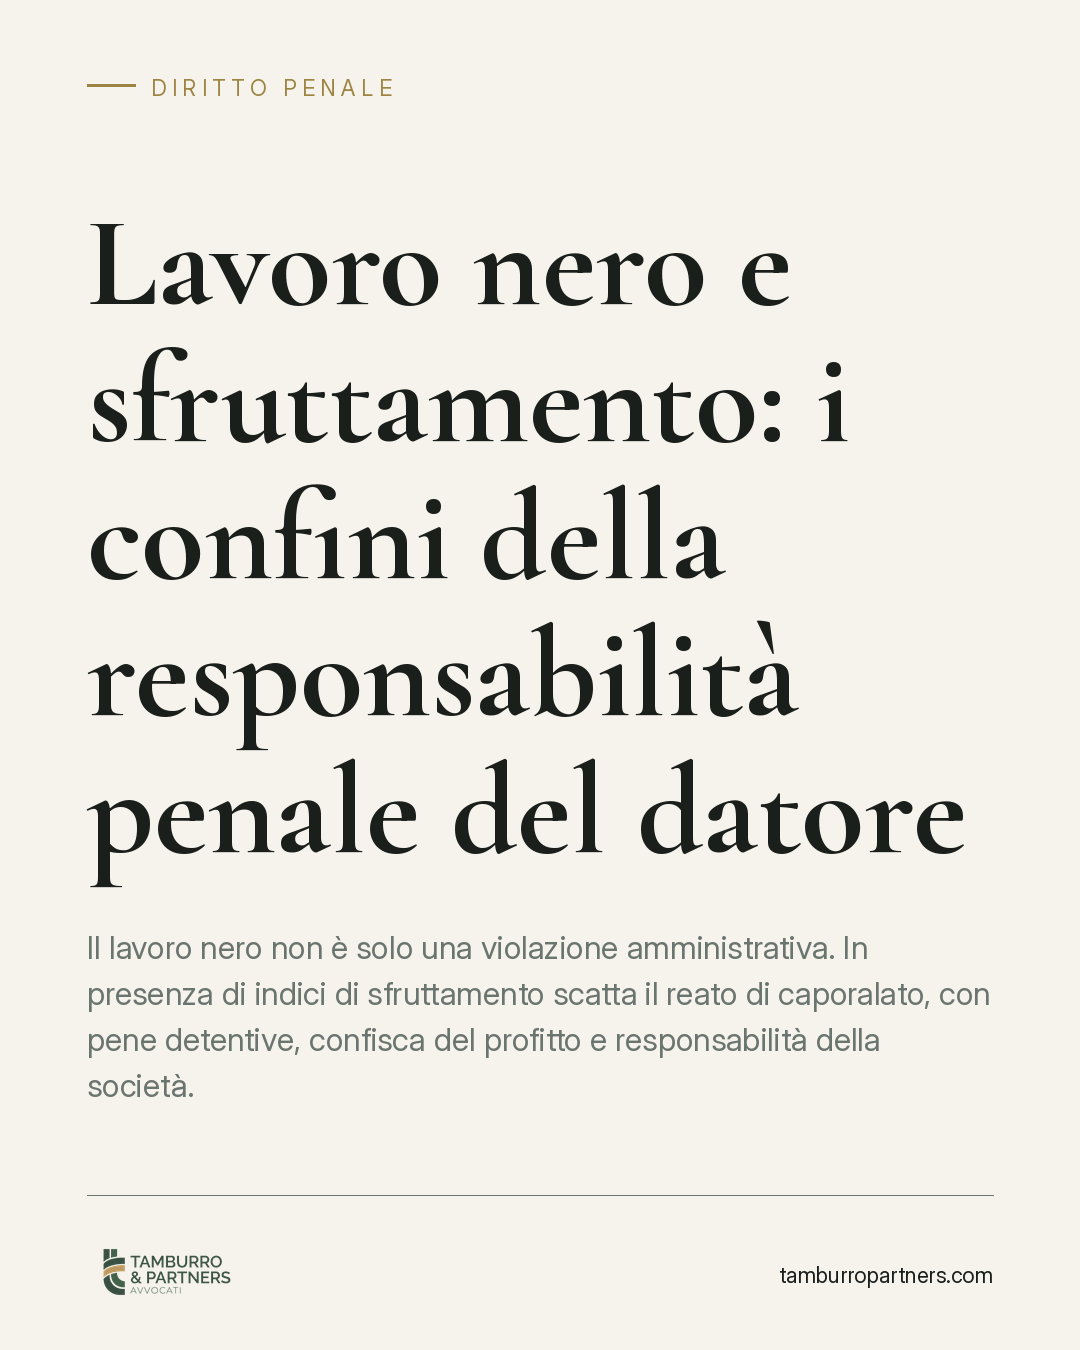 DIRITTO PENALE
Lavoro nero e
sfruttamento: i
confini della
responsabilità
penale del datore
Il lavoro nero non è solo una violazione amministrativa. In
presenza di indici di sfruttamento scatta il reato di caporalato, con
pene detentive, confisca del profitto e responsabilità della
società.
TAMBURRO
& PARTNERS
AVVOCATI
tamburropartners.com